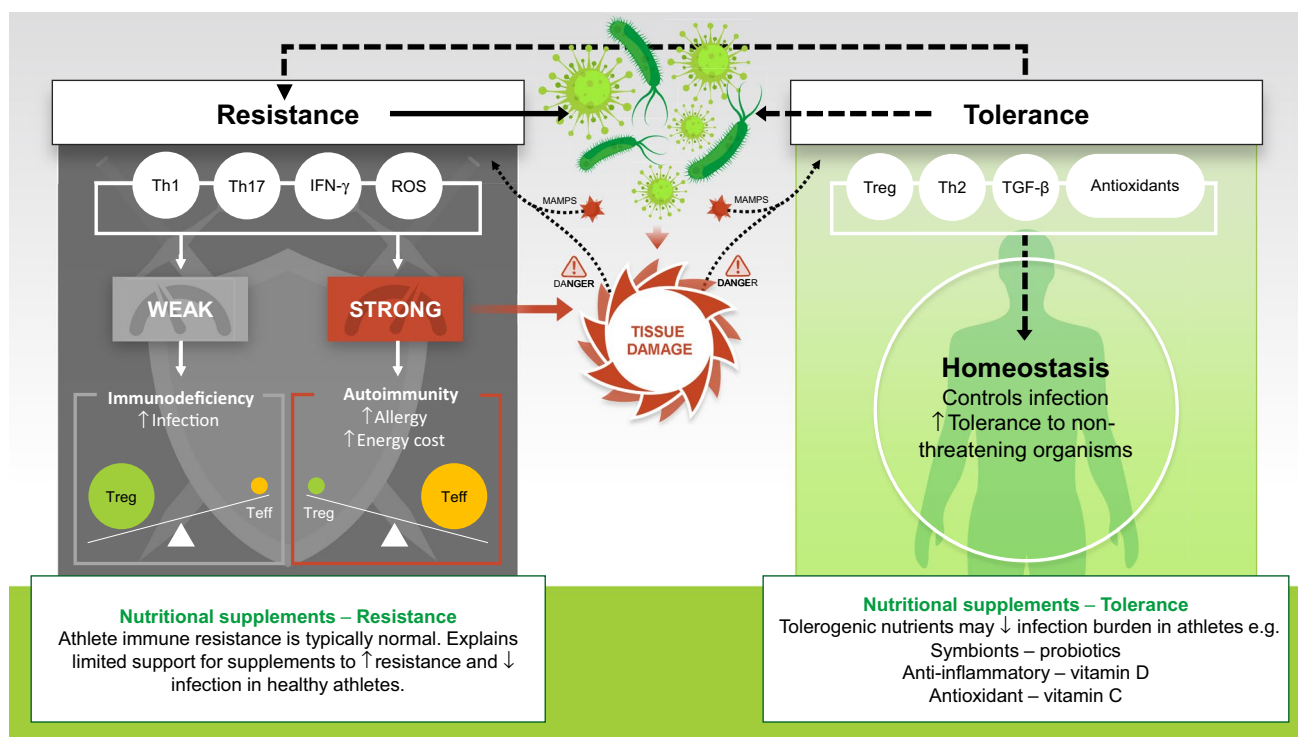 Resistance
Tolerance
Th1
Th17
IFN-γ
ROS
Treg
Th2
TGF-β
Antioxidants
MAMPS
MAMPS
DANGER
DANGER
WEAK
STRONG
TISSUE
DAMAGE
Immunodeficiency
↑Infection
Autoimmunity
↑Allergy
↑Energy cost
Treg
Teff
Treg
Teff
Homeostasis
Controls infection
↑Tolerance to non-
threatening organisms
Nutritional supplements – Resistance
Athlete immune resistance is typically normal. Explains
limited support for supplements to ↑resistance and ↓
infection in healthy athletes.
Nutritional supplements – Tolerance
Tolerogenic nutrients may ↓ infection burden in athletes e.g.
Symbionts – probiotics
Anti-inflammatory – vitamin D
Antioxidant – vitamin C